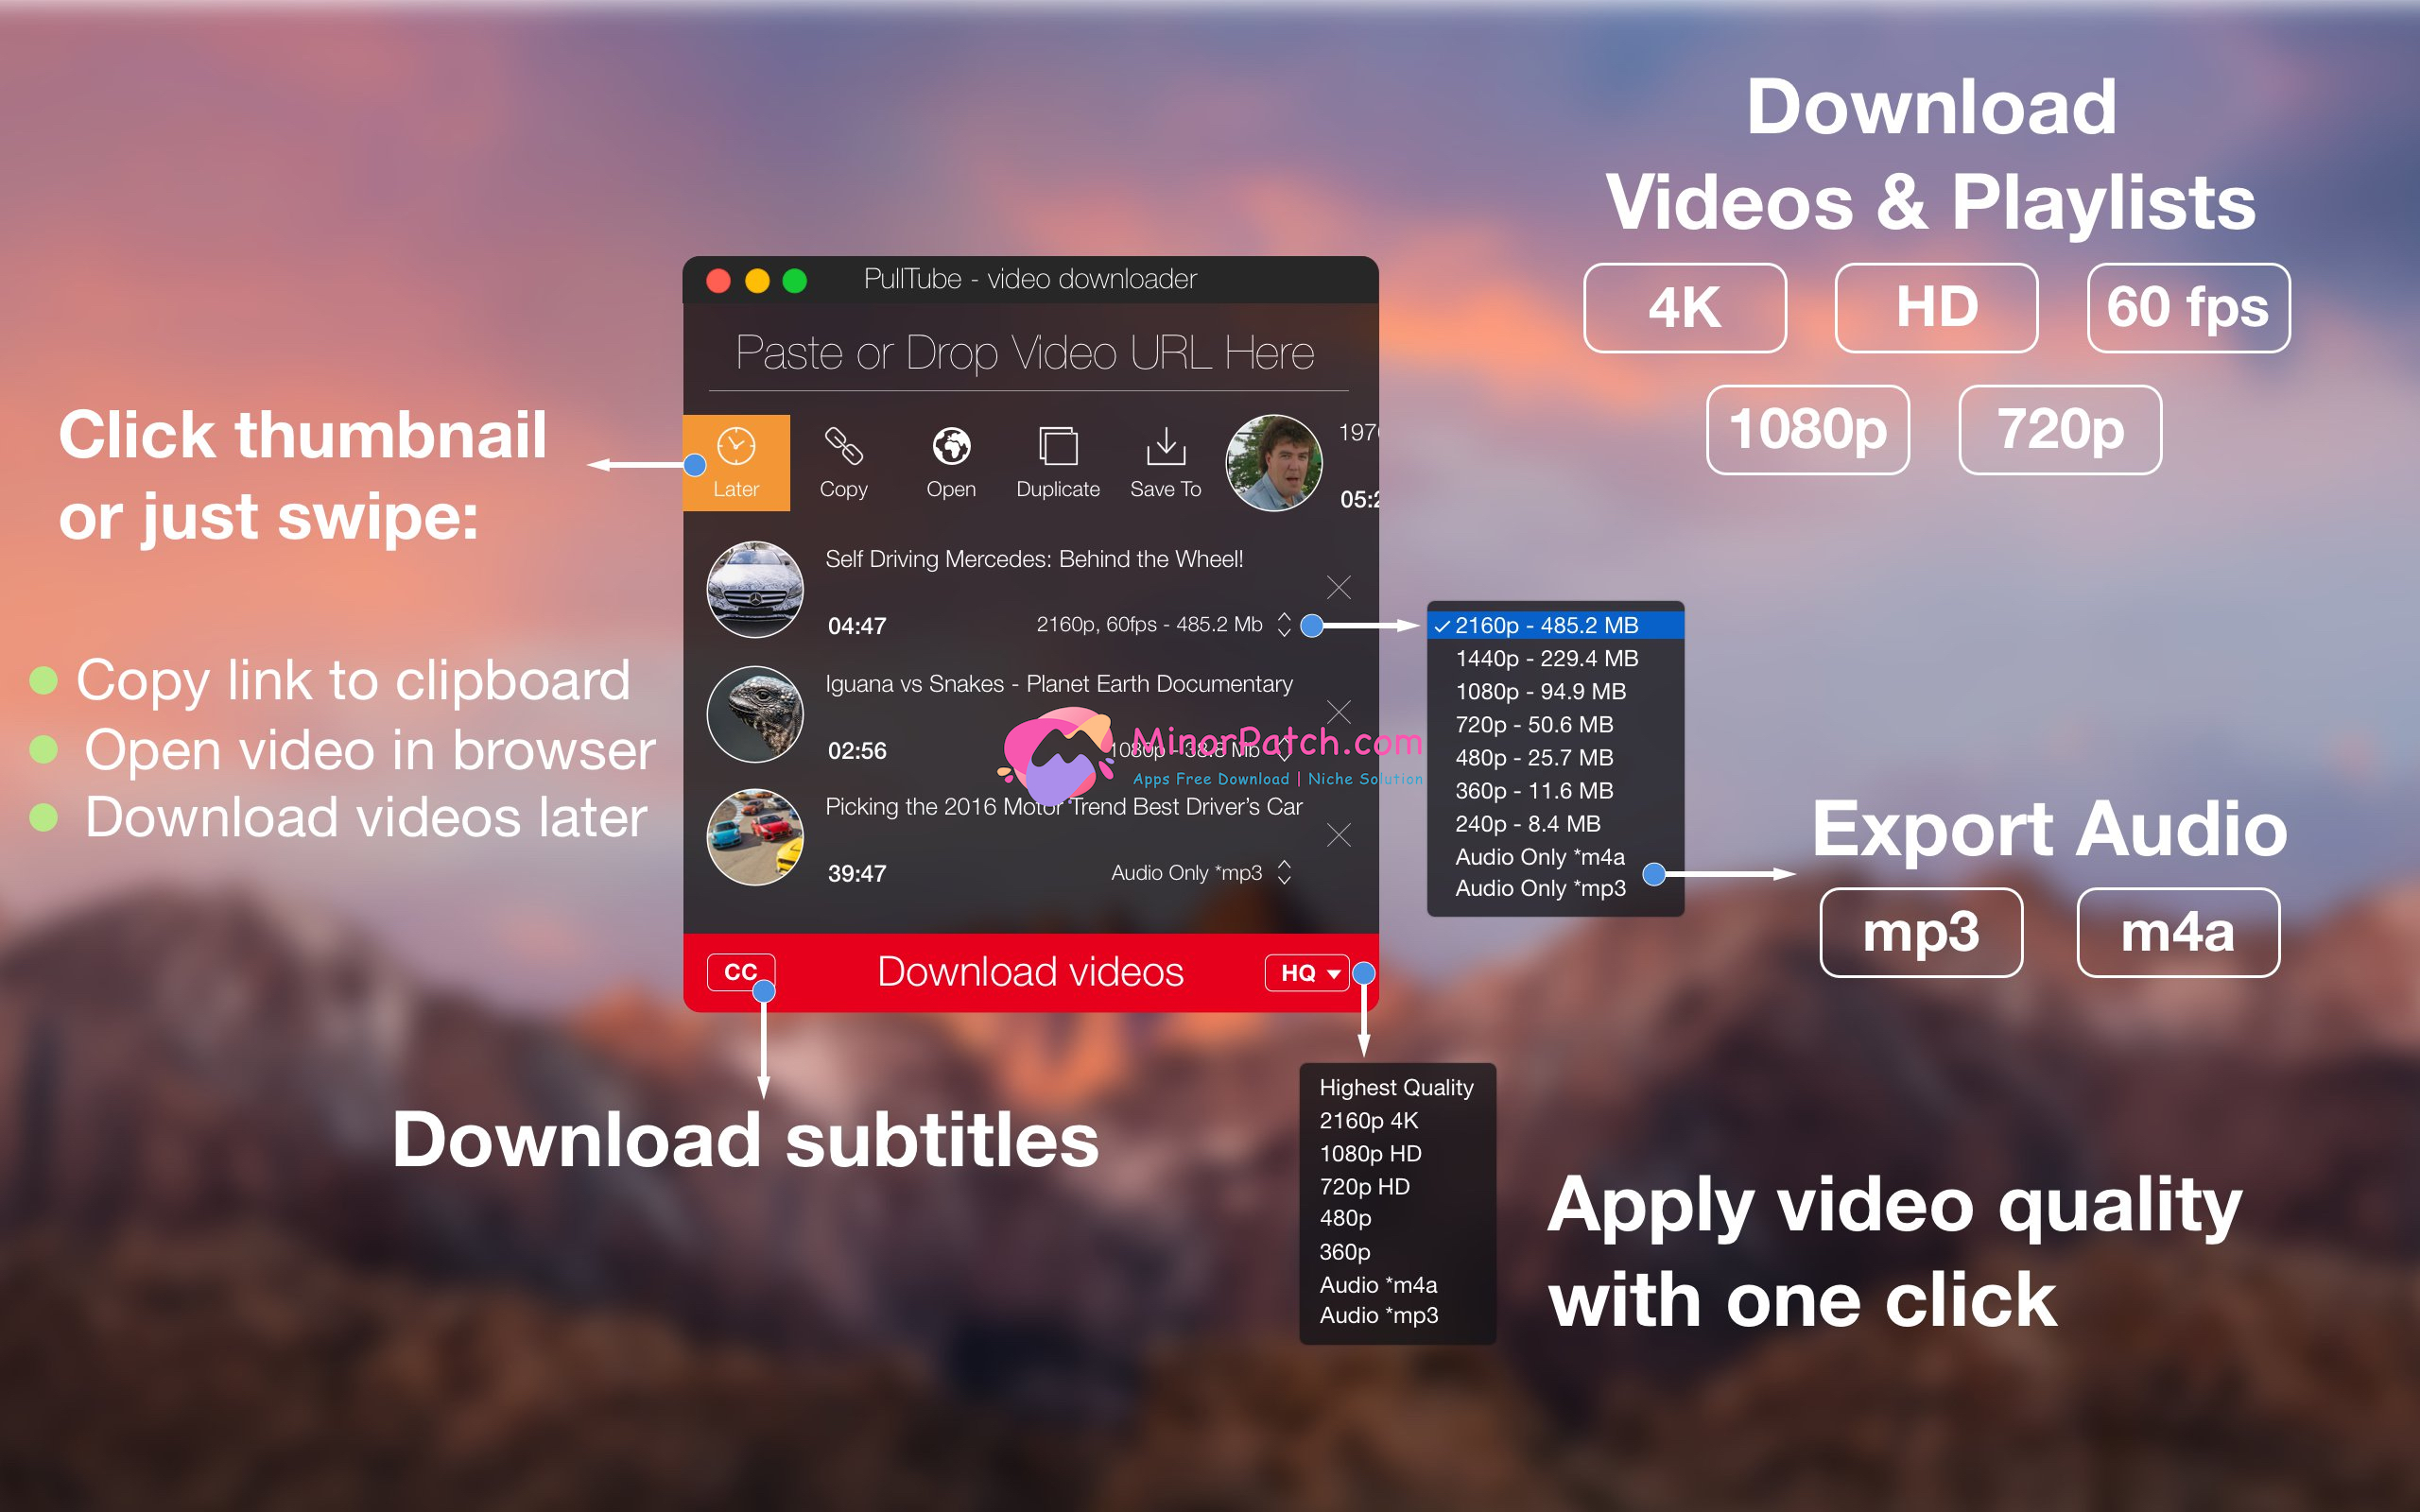 Download
Videos & Playlists
4K HD 60 fps
1080p 720p
PullTube - video downloader
Paste or Drop Video URL Here
Click thumbnail
or just swipe:
Later Copy Open Duplicate Save To
Self Driving Mercedes: Behind the Wheel!
04:47 2160p, 60fps - 485.2 Mb
Copy link to clipboard
Open video in browser
Download videos later
Iguana vs Snakes - Planet Earth Documentary
02:56 1080p - 38.8 Mb
MinorPatch.com
Apps Free Download | Niche Solution
Picking the 2016 Motor Trend Best Driver’s Car
39:47 Audio Only *mp3
2160p - 485.2 MB
1440p - 229.4 MB
1080p - 94.9 MB
720p - 50.6 MB
480p - 25.7 MB
360p - 11.6 MB
240p - 8.4 MB
Audio Only *m4a
Audio Only *mp3
Export Audio
mp3 m4a
CC Download videos HQ
Download subtitles
Highest Quality
2160p 4K
1080p HD
720p HD
480p
360p
Audio *m4a
Audio *mp3
Apply video quality
with one click